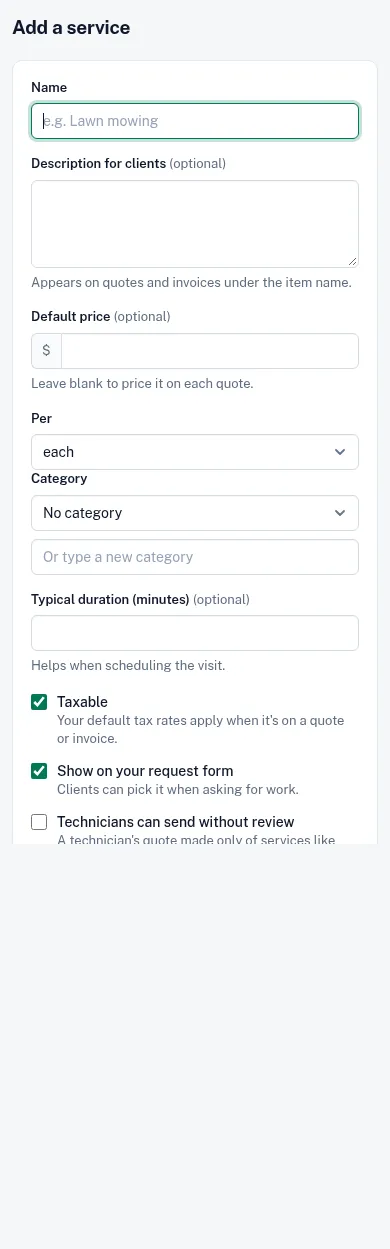 Add a service
Name
e.g. Lawn mowing
Description for clients (optional)
Appears on quotes and invoices under the item name.
Default price (optional)
$
Leave blank to price it on each quote.
Per
each
Category
No category
Or type a new category
Typical duration (minutes) (optional)
Helps when scheduling the visit.
Taxable
Your default tax rates apply when it's on a quote
or invoice.
Show on your request form
Clients can pick it when asking for work.
Technicians can send without review
A technician's quote made only of services like